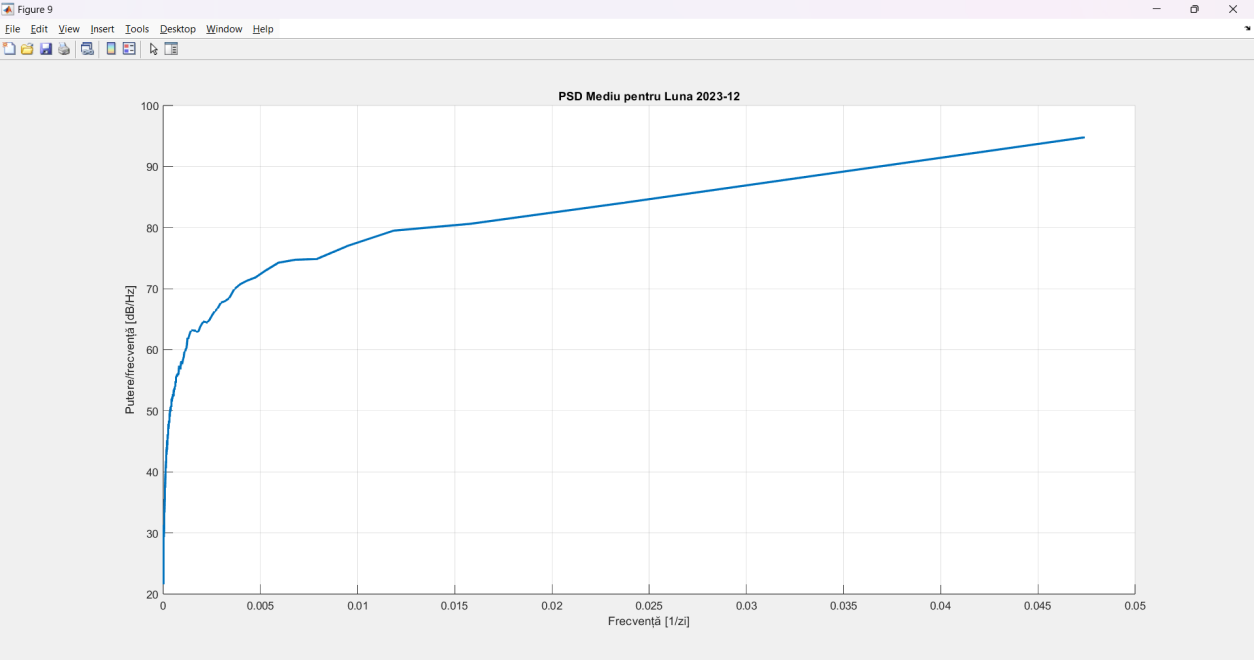 Figure 9
File Edit View Insert Tools Desktop Window Help
PSD Mediu pentru Luna 2023-12
100
90
80
70
60
50
40
30
20
Putere/frecvență [dB/Hz]
0 0.005 0.01 0.015 0.02 0.025 0.03 0.035 0.04 0.045 0.05
Frecvență [1/zi]